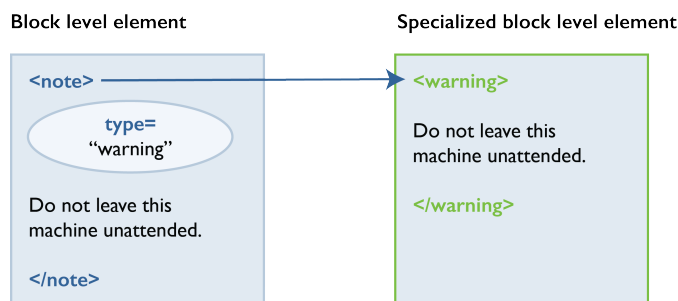 Block level element
<note>
type=
“warning”
Do not leave this
machine unattended.
</note>
Specialized block level element
<warning>
Do not leave this
machine unattended.
</warning>